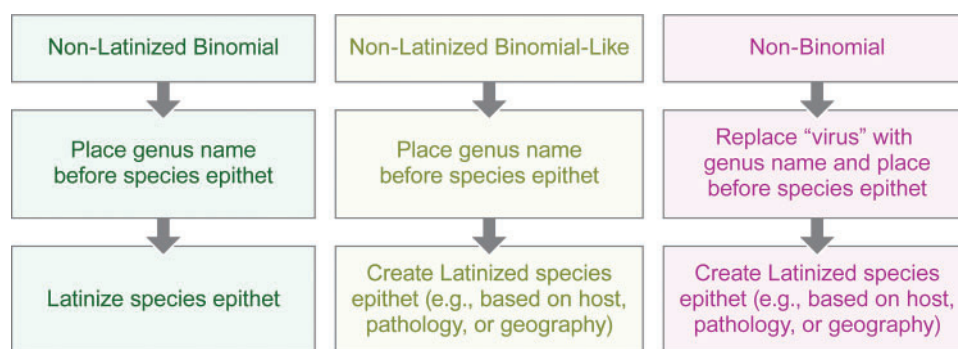 Non-Latinized Binomial
Place genus name
before species epithet
Latinize species epithet
Non-Latinized Binomial-Like
Place genus name
before species epithet
Create Latinized species
epithet (e.g., based on host,
pathology, or geography)
Non-Binomial
Replace “virus” with
genus name and place
before species epithet
Create Latinized species
epithet (e.g., based on host,
pathology, or geography)